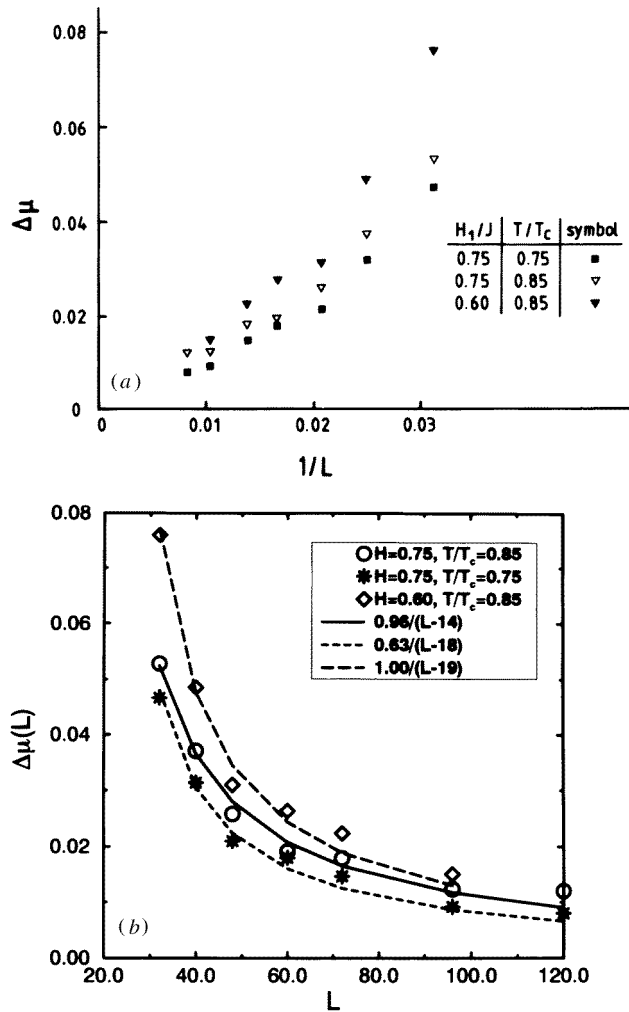 0.08
0.06
Δμ
0.04
H₁/J T/T_C symbol
0.75 0.75 ■
0.75 0.85 ▽
0.60 0.85 ▼
0.02
(a)
0
0 0.01 0.02 0.03
1/L
0.08
H=0.75, T/T_c=0.85
H=0.75, T/T_c=0.75
H=0.60, T/T_c=0.85
0.96/(L-14)
0.63/(L-18)
1.00/(L-19)
0.06
Δμ(L)
0.04
0.02
(b)
0.00
20.0 40.0 60.0 80.0 100.0 120.0
L